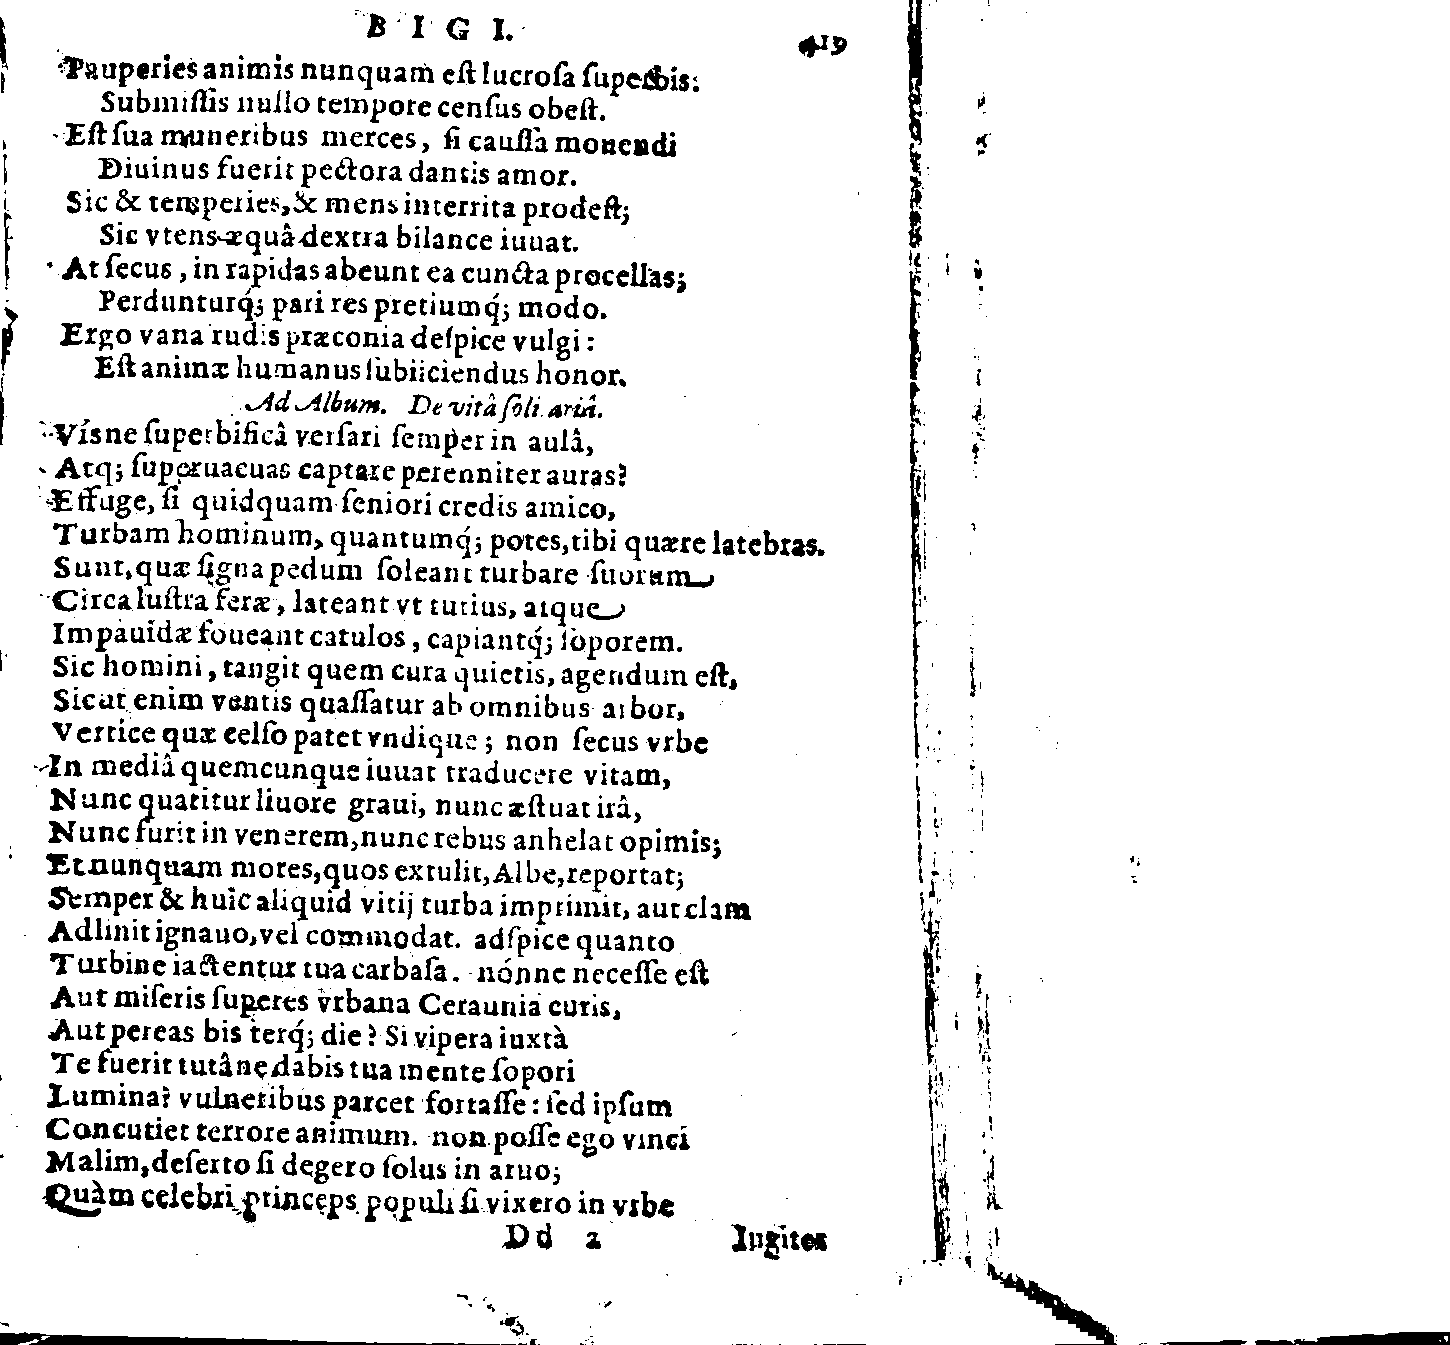 BIGI. 419
Pauperies animis nunquam est lucrosa superbis:
Submissis nullo tempore census obest.
Est sua muneribus merces, si caussa mouendi
Diuinus fuerit pectora dantis amor.
Sic & temperies, & mens interrita prodest;
Sic vtens æquâ dextra bilance iuuat.
At secus, in rapidas abeunt ea cuncta procellas;
Perdunturq́; pari res pretiumq́; modo.
Ergo vana rudis præconia despice vulgi:
Est animæ humanus subiiciendus honor.
Ad Album. De vitâ solitariâ.
Vísne superbificâ versari semper in aulâ,
Atq; superuacuas captare perenniter auras?
Effuge, si quidquam seniori credis amico,
Turbam hominum, quantumq́; potes, tibi quære latebras.
Sunt, quæ signa pedum soleant turbare suorum
Circa lustra feræ, lateant vt tutius, atque
Impauidæ foueant catulos, capiantq́; soporem.
Sic homini, tangit quem cura quietis, agendum est,
Sicut enim ventis quassatur ab omnibus arbor,
Vertice quæ celso patet vndique; non secus vrbe
In mediâ quemcunque iuuat traducere vitam,
Nunc quatitur liuore graui, nunc æstuat irâ,
Nunc furit in venerem, nunc rebus anhelat opimis;
Et nunquam mores, quos extulit, Albe, reportat;
Semper & huic aliquid vitij turba imprimit, aut clam
Adlinit ignauo, vel commodat. adspice quanto
Turbine iactentur tua carbasa. nónne necesse est
Aut miseris superes vrbana Ceraunia curis,
Aut pereas bis terq́; die? Si vipera iuxtà
Te fuerit tutâne dabis tua mente sopori
Lumina? vulneribus parcet fortasse: sed ipsum
Concutiet terrore animum. non posse ego vinci
Malim, deserto si degero solus in aruo;
Quàm celebri princeps populi si vixero in vrbe
Dd 2 Iugites